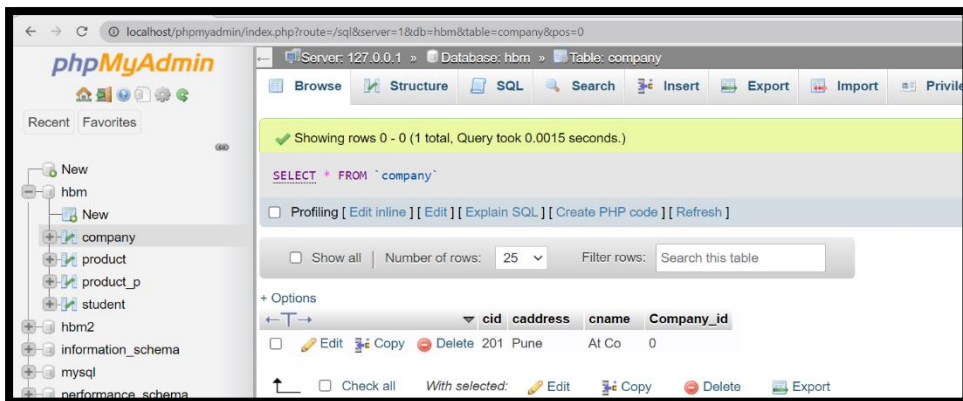 localhost/phpmyadmin/index.php?route=/sql&server=1&db=hbm&table=company&pos=0
phpMyAdmin
Recent Favorites
New
hbm
New
company
product
product_p
student
hbm2
information_schema
mysql
performance_schema
Server: 127.0.0.1 » Database: hbm » Table: company
Browse Structure SQL Search Insert Export Import Privile
Showing rows 0 - 0 (1 total, Query took 0.0015 seconds.)
SELECT * FROM `company`
Profiling [ Edit inline ] [ Edit ] [ Explain SQL ] [ Create PHP code ] [ Refresh ]
Show all | Number of rows: 25 Filter rows: Search this table
+ Options
←T→ cid caddress cname Company_id
Edit Copy Delete 201 Pune At Co 0
Check all With selected: Edit Copy Delete Export